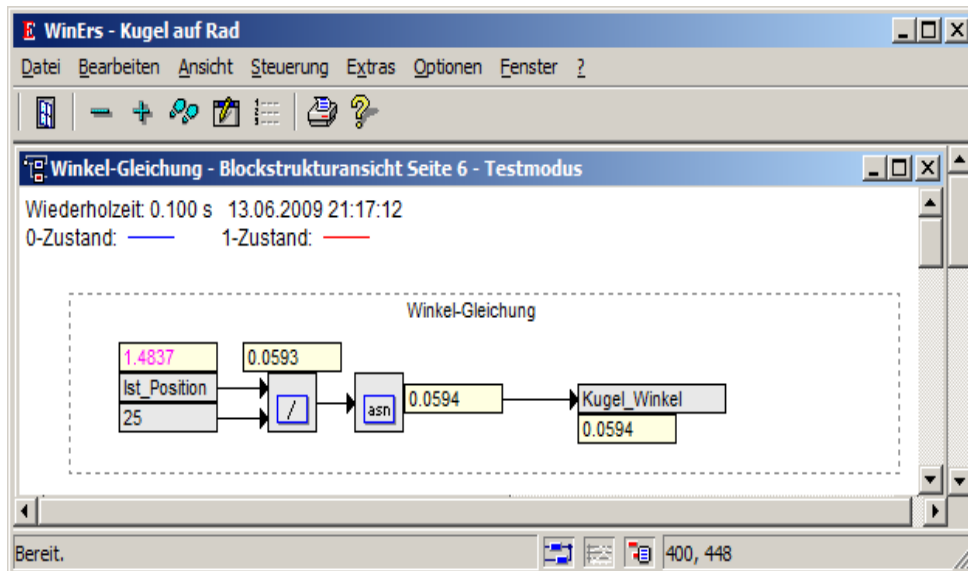 WinErs - Kugel auf Rad
Datei Bearbeiten Ansicht Steuerung Extras Optionen Fenster ?
Winkel-Gleichung - Blockstrukturansicht Seite 6 - Testmodus
Wiederholzeit: 0.100 s 13.06.2009 21:17:12
0-Zustand: 1-Zustand:
Winkel-Gleichung
1.4837 0.0593
Ist_Position
25
/
asn
0.0594
Kugel_Winkel
0.0594
Bereit. 400, 448